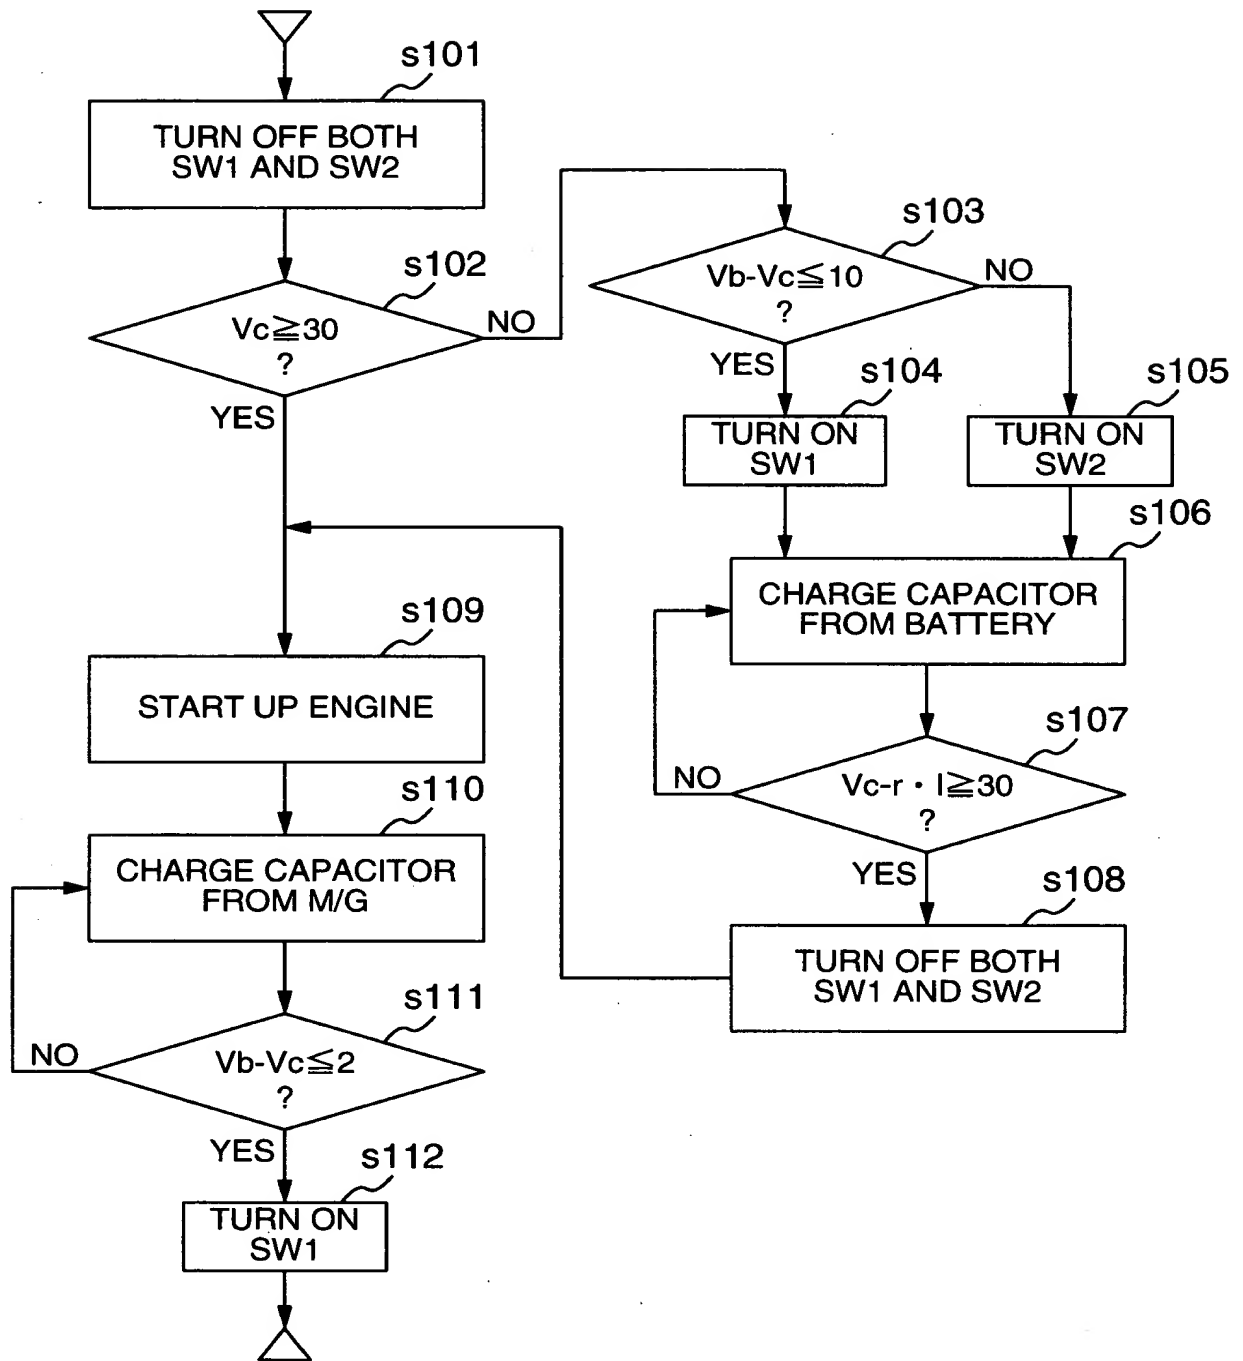 s101
TURN OFF BOTH
SW1 AND SW2
s102
Vc≧30
?
NO
YES
s103
Vb-Vc≦10
?
NO
YES
s104
TURN ON
SW1
s105
TURN ON
SW2
s106
CHARGE CAPACITOR
FROM BATTERY
s107
Vc-r・I≧30
?
NO
YES
s108
TURN OFF BOTH
SW1 AND SW2
s109
START UP ENGINE
s110
CHARGE CAPACITOR
FROM M/G
s111
Vb-Vc≦2
?
NO
YES
s112
TURN ON
SW1